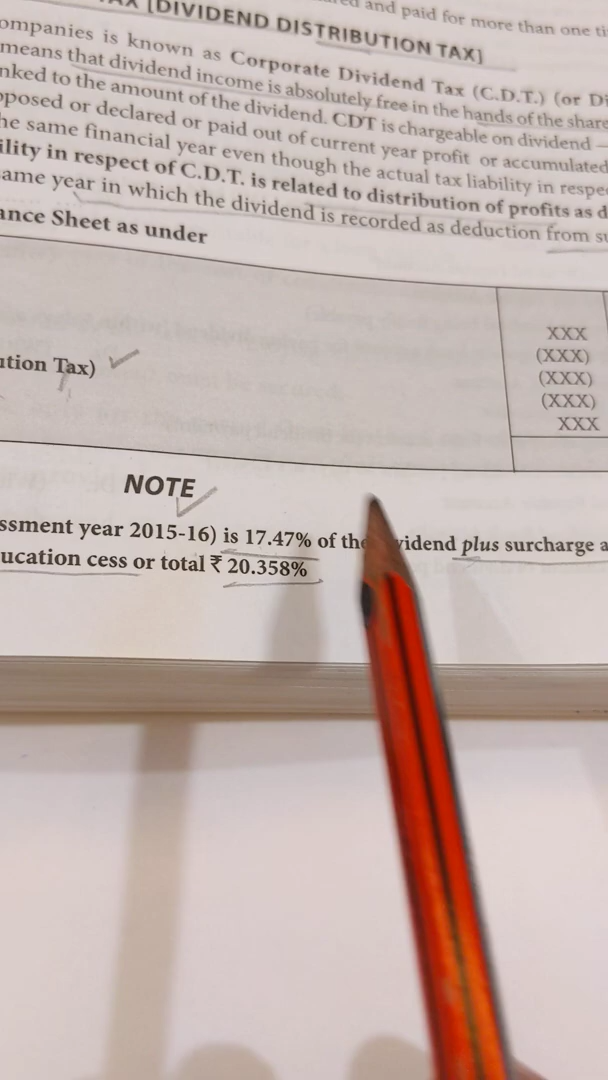 ed and paid for more than one ti
AX [DIVIDEND DISTRIBUTION TAX]
ompanies is known as Corporate Dividend Tax (C.D.T.) (or Di
means that dividend income is absolutely free in the hands of the share
nked to the amount of the dividend. CDT is chargeable on dividend —
pposed or declared or paid out of current year profit or accumulated
he same financial year even though the actual tax liability in respe
ility in respect of C.D.T. is related to distribution of profits as d
ame year in which the dividend is recorded as deduction from su
ance Sheet as under
XXX
(XXX)
ution Tax)
(XXX)
(XXX)
XXX
NOTE
ssment year 2015-16) is 17.47% of the vidend plus surcharge a
ucation cess or total ₹ 20.358%